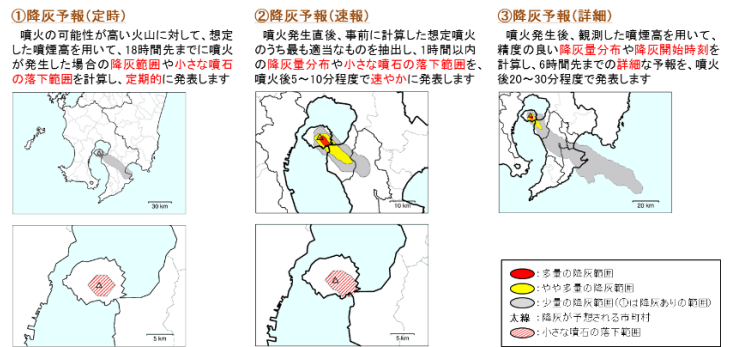 ①降灰予報(定時)
噴火の可能性が高い火山に対して、想定
した噴煙高を用いて、18時間先までに噴火
が発生した場合の降灰範囲や小さな噴石
の落下範囲を計算し、定期的に発表します
30 km
5 km
②降灰予報(速報)
噴火発生直後、事前に計算した想定噴火
のうち最も適当なものを抽出し、1時間以内
の降灰量分布や小さな噴石の落下範囲を、
噴火後5～10分程度で速やかに発表します
10 km
5 km
③降灰予報(詳細)
噴火発生後、観測した噴煙高を用いて、
精度の良い降灰量分布や降灰開始時刻を
計算し、6時間先までの詳細な予報を、噴火
後20～30分程度で発表します
20 km
:多量の降灰範囲
:やや多量の降灰範囲
:少量の降灰範囲(①は降灰ありの範囲)
太線:降灰が予想される市町村
:小さな噴石の落下範囲